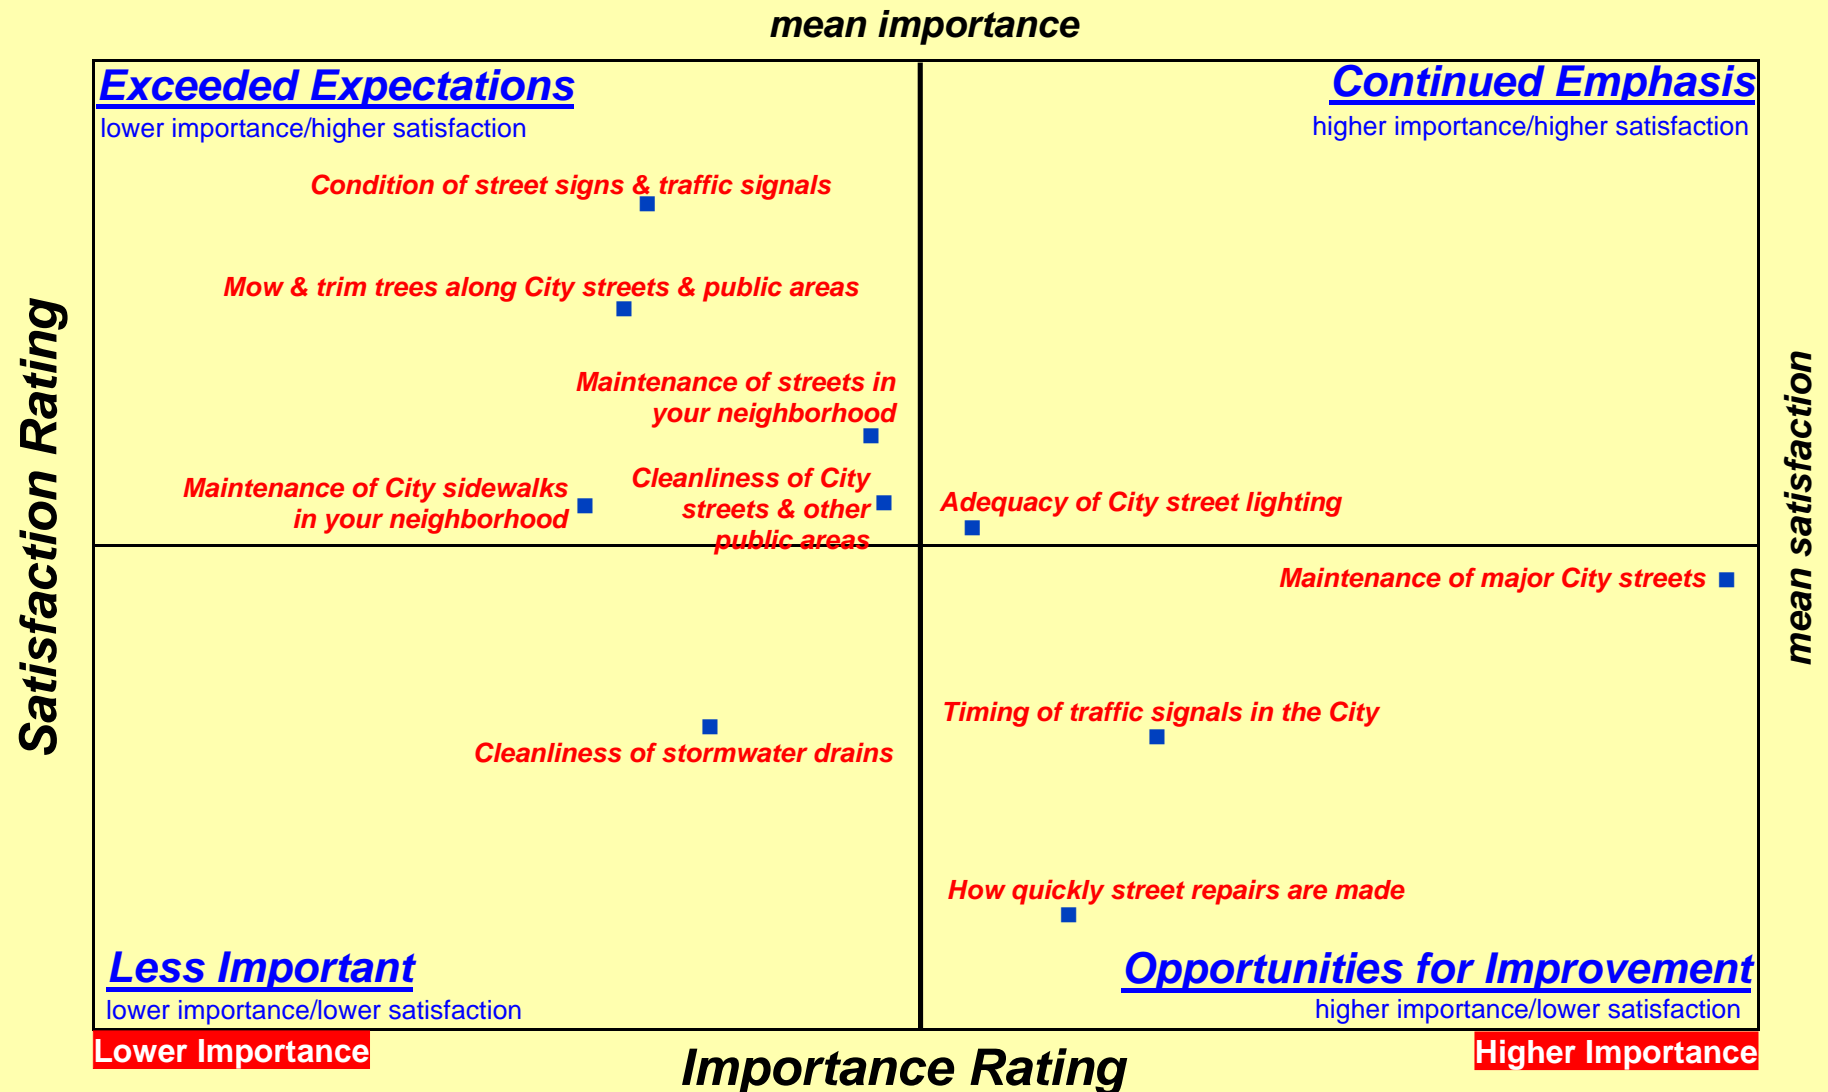 mean importance
Exceeded Expectations
lower importance/higher satisfaction
Continued Emphasis
higher importance/higher satisfaction
Condition of street signs & traffic signals
Mow & trim trees along City streets & public areas
Maintenance of streets in
your neighborhood
Maintenance of City sidewalks
in your neighborhood
Cleanliness of City
streets & other
public areas
Adequacy of City street lighting
Maintenance of major City streets
Timing of traffic signals in the City
Cleanliness of stormwater drains
How quickly street repairs are made
Less Important
lower importance/lower satisfaction
Opportunities for Improvement
higher importance/lower satisfaction
Lower Importance
Importance Rating
Higher Importance
Satisfaction Rating
mean satisfaction